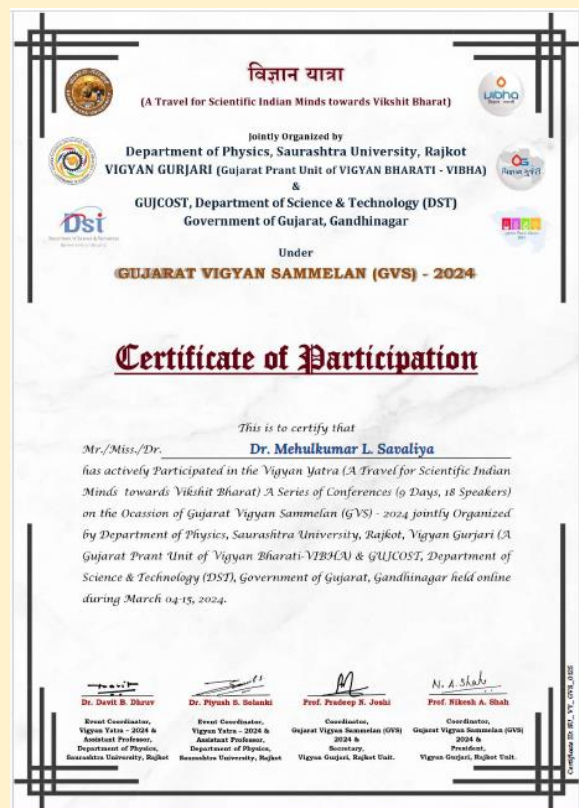 विज्ञान यात्रा
(A Travel for Scientific Indian Minds towards Vikshit Bharat)
Jointly Organized by
Department of Physics, Saurashtra University, Rajkot
VIGYAN GURJARI (Gujarat Prant Unit of VIGYAN BHARATI - VIBHA)
&
GUJCOST, Department of Science & Technology (DST)
Government of Gujarat, Gandhinagar
Under
GUJARAT VIGYAN SAMMELAN (GVS) - 2024
vibha
DST
Certificate of Participation
This is to certify that
Mr./Miss./Dr. Dr. Mehulkumar L. Savaliya
has actively Participated in the Vigyan Yatra (A Travel for Scientific Indian
Minds towards Vikshit Bharat) A Series of Conferences (9 Days, 18 Speakers)
on the Ocassion of Gujarat Vigyan Sammelan (GVS) - 2024 jointly Organized
by Department of Physics, Saurashtra University, Rajkot, Vigyan Gurjari (A
Gujarat Prant Unit of Vigyan Bharati-VIBHA) & GUJCOST, Department of
Science & Technology (DST), Government of Gujarat, Gandhinagar held online
during March 04-15, 2024.
N. A. Shah
Dr. Davit B. Dhruv
Event Coordinator,
Vigyan Yatra - 2024 &
Assistant Professor,
Department of Physics,
Saurashtra University, Rajkot
Dr. Piyush S. Solanki
Event Coordinator,
Vigyan Yatra - 2024 &
Assistant Professor,
Department of Physics,
Saurashtra University, Rajkot
Prof. Pradeep N. Joshi
Coordinator,
Gujarat Vigyan Sammelan (GVS)
2024 &
Secretary,
Vigyan Gurjari, Rajkot Unit.
Prof. Nikesh A. Shah
Coordinator,
Gujarat Vigyan Sammelan (GVS)
2024 &
President,
Vigyan Gurjari, Rajkot Unit.